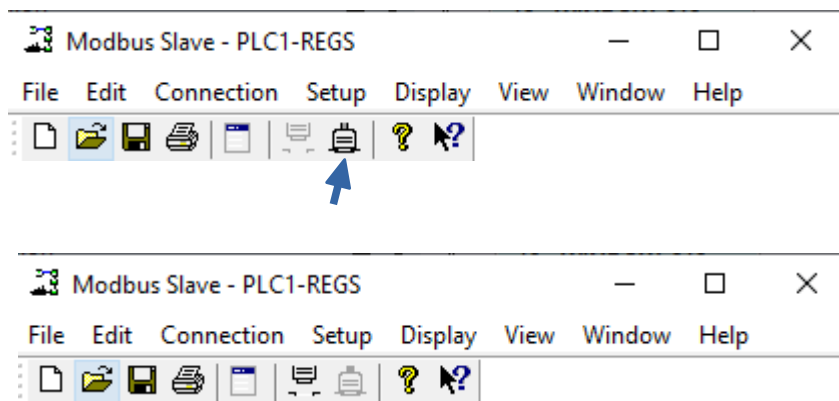 Modbus Slave - PLC1-REGS
File Edit Connection Setup Display View Window Help
Modbus Slave - PLC1-REGS
File Edit Connection Setup Display View Window Help